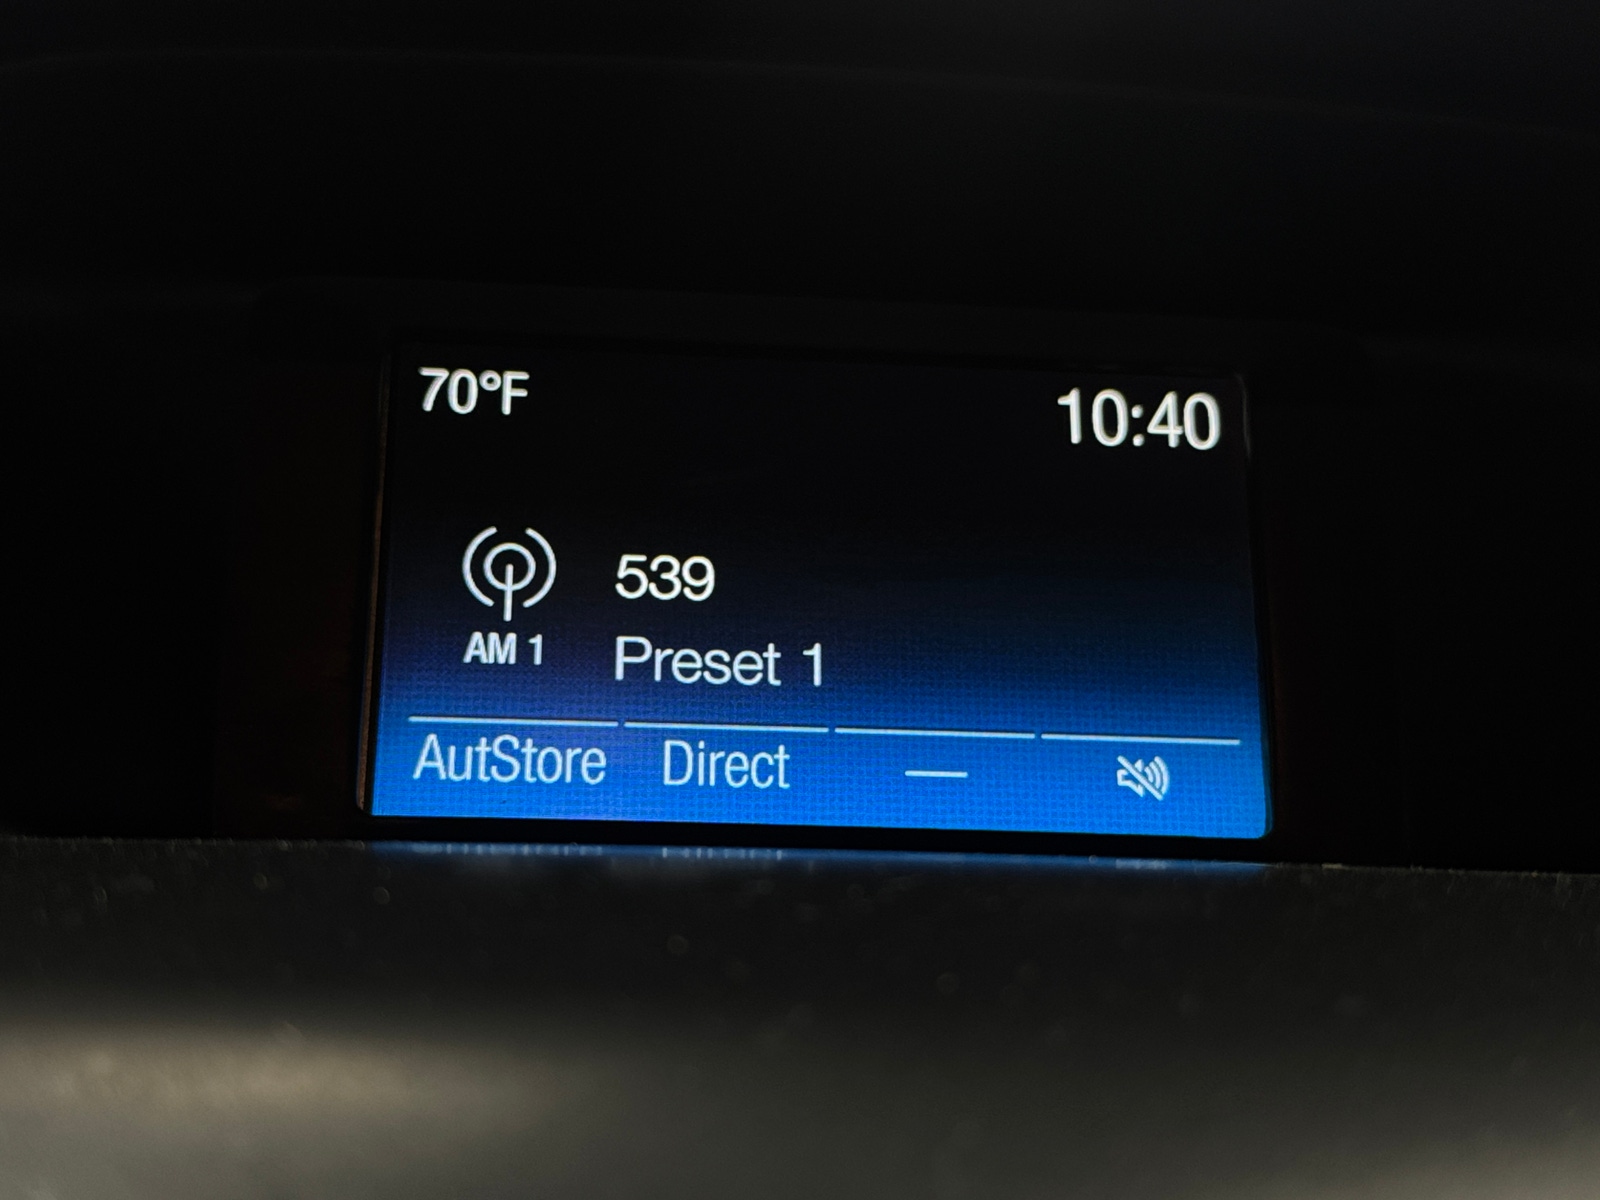 70°F
10:40
539
AM 1
Preset 1
AutStore
Direct
—